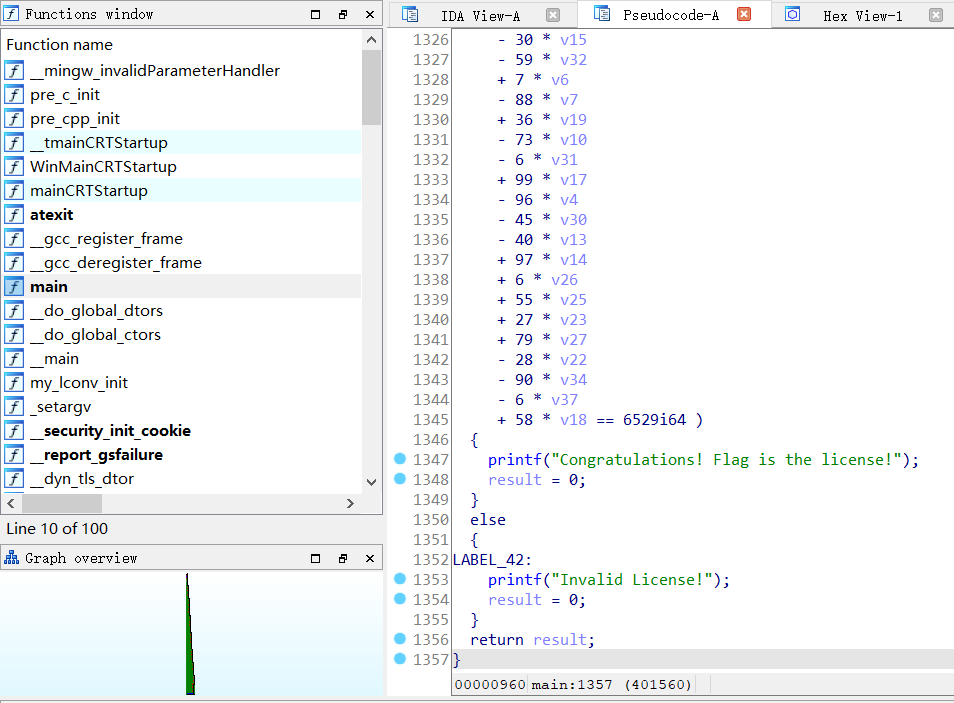 Functions window
Function name
f __mingw_invalidParameterHandler
f pre_c_init
f pre_cpp_init
f __tmainCRTStartup
f WinMainCRTStartup
f mainCRTStartup
f atexit
f __gcc_register_frame
f __gcc_deregister_frame
f main
f __do_global_dtors
f __do_global_ctors
f __main
f my_lconv_init
f _setargv
f __security_init_cookie
f __report_gsfailure
f __dyn_tls_dtor
Line 10 of 100
Graph overview
IDA View-A
Pseudocode-A
Hex View-1
1326 - 30 * v15
1327 - 59 * v32
1328 + 7 * v6
1329 - 88 * v7
1330 + 36 * v19
1331 - 73 * v10
1332 - 6 * v31
1333 + 99 * v17
1334 - 96 * v4
1335 - 45 * v30
1336 - 40 * v13
1337 + 97 * v14
1338 + 6 * v26
1339 + 55 * v25
1340 + 27 * v23
1341 + 79 * v27
1342 - 28 * v22
1343 - 90 * v34
1344 - 6 * v37
1345 + 58 * v18 == 6529i64 )
1346 {
1347 printf("Congratulations! Flag is the license!");
1348 result = 0;
1349 }
1350 else
1351 {
1352 LABEL_42:
1353 printf("Invalid License!");
1354 result = 0;
1355 }
1356 return result;
1357 }
00000960 main:1357 (401560)